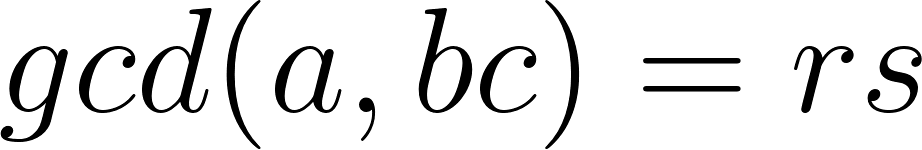 gcd(a, bc) = rs